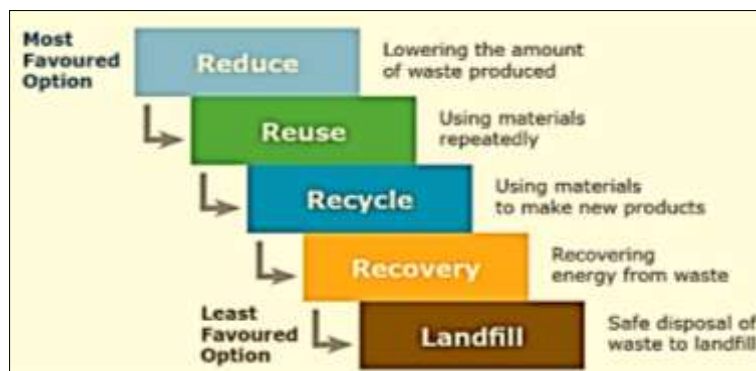 Most
Favoured
Option
Reduce
Lowering the amount
of waste produced
Reuse
Using materials
repeatedly
Recycle
Using materials
to make new products
Recovery
Recovering
energy from waste
Least
Favoured
Option
Landfill
Safe disposal of
waste to landfill